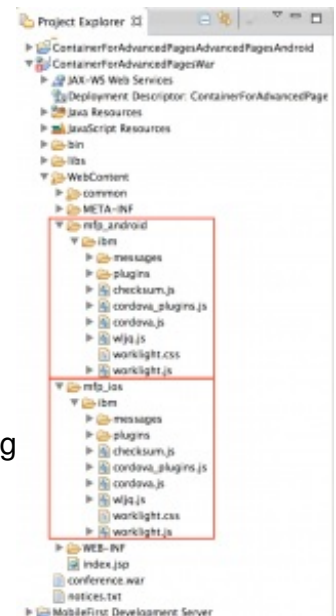 Project Explorer
ContainerForAdvancedPagesAdvancedPagesAndroid
ContainerForAdvancedPagesWar
JAX-WS Web Services
Deployment Descriptor: ContainerForAdvancedPage
Java Resources
JavaScript Resources
bin
libs
WebContent
common
META-INF
mfp_android
ibm
messages
plugins
checksum.js
cordova_plugins.js
cordova.js
wljq.js
worklight.css
worklight.js
mfp_ios
ibm
messages
plugins
checksum.js
cordova_plugins.js
g
cordova.js
wljq.js
worklight.css
worklight.js
WEB-INF
index.jsp
conference.war
notices.txt
MobileFirst Development Server